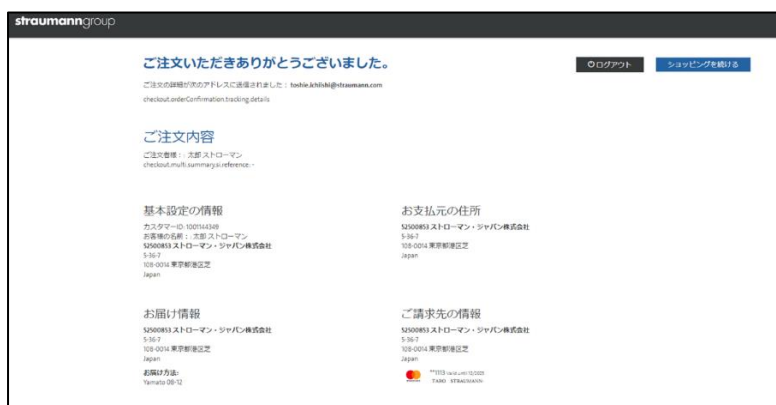 straumanngroup
ご注文いただきありがとうございました。
ログアウト
ショッピングを続ける
ご注文の詳細が次のアドレスに送信されました: toshie.ichiishi@straumann.com
checkout.orderConfirmation.tracking.details
ご注文内容
ご注文者様：- 太郎 ストローマン
checkout.multi.summary.si.reference: -
基本設定の情報
カスタマーID: 1001144349
お客様の名前：- 太郎 ストローマン
52500853 ストローマン・ジャパン株式会社
5-36-7
108-0014 東京都港区芝
Japan
お支払元の住所
52500853 ストローマン・ジャパン株式会社
5-36-7
108-0014 東京都港区芝
Japan
お届け情報
52500853 ストローマン・ジャパン株式会社
5-36-7
108-0014 東京都港区芝
Japan
お届け方法:
Yamato 08-12
ご請求先の情報
52500853 ストローマン・ジャパン株式会社
5-36-7
108-0014 東京都港区芝
Japan
**1113
TARO STRAUMANN